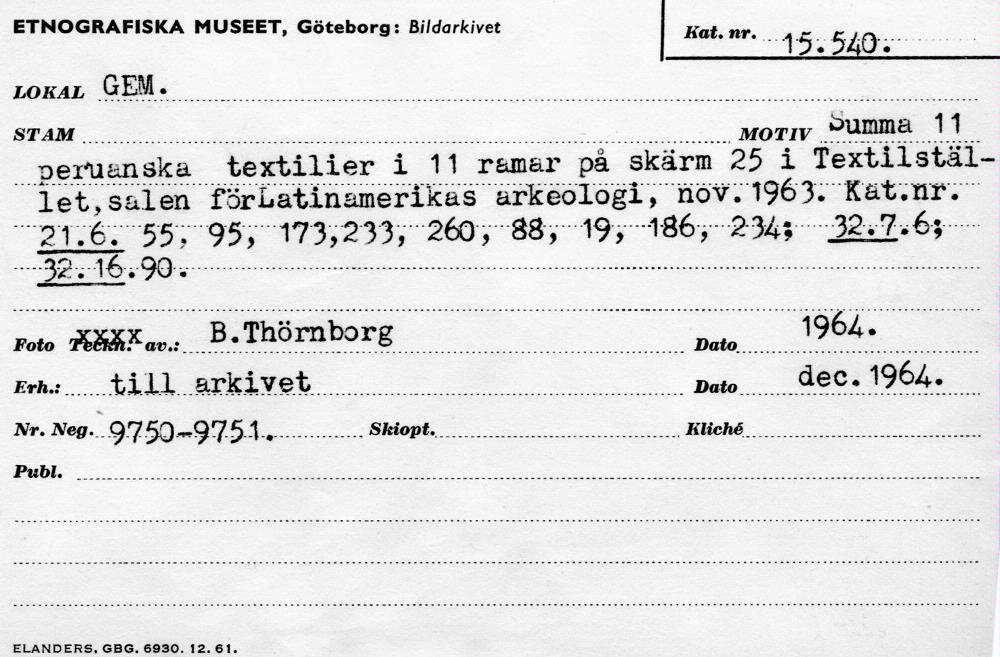 ETNOGRAFISKA MUSEET, Göteborg: Bildarkivet
Kat. nr. 15.540.
LOKAL GEM.
STAM MOTIV Summa 11
peruanska textilier i 11 ramar på skärm 25 i Textilstäl-
let,salen förLatinamerikas arkeologi, nov.1963. Kat.nr.
21.6. 55, 95, 173,233, 260, 88, 19, 186, 234; 32.7.6;
32.16.90.
Foto Teckn. av.: B.Thörnborg Dato 1964.
Erh.: till arkivet Dato dec.1964.
Nr. Neg. 9750-9751. Skiopt. Kliché
Publ.
ELANDERS, GBG. 6930. 12. 61.